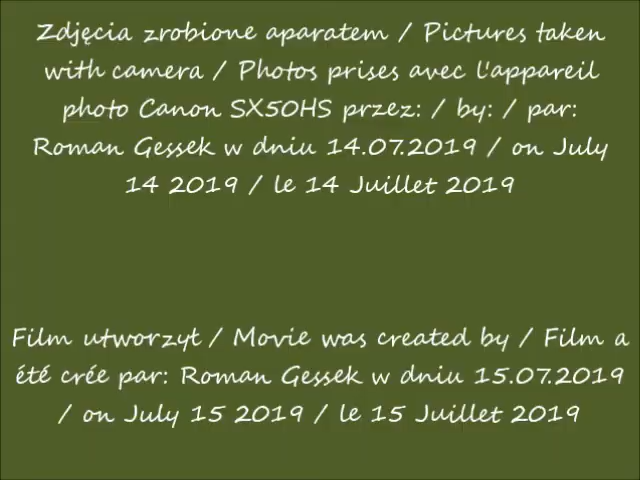 Zdjęcia zrobione aparatem / Pictures taken
with camera / Photos prises avec l'appareil
photo Canon SX50HS przez: / by: / par:
Roman Gessek w dniu 14.07.2019 / on July
14 2019 / le 14 Juillet 2019
Film utworzył / Movie was created by / Film a
été crée par: Roman Gessek w dniu 15.07.2019
/ on July 15 2019 / le 15 Juillet 2019